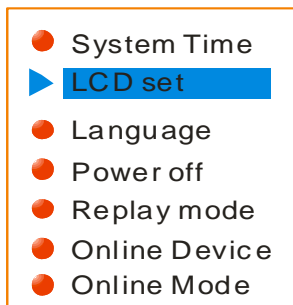 System Time
LCD set
Language
Power off
Replay mode
Online Device
Online Mode